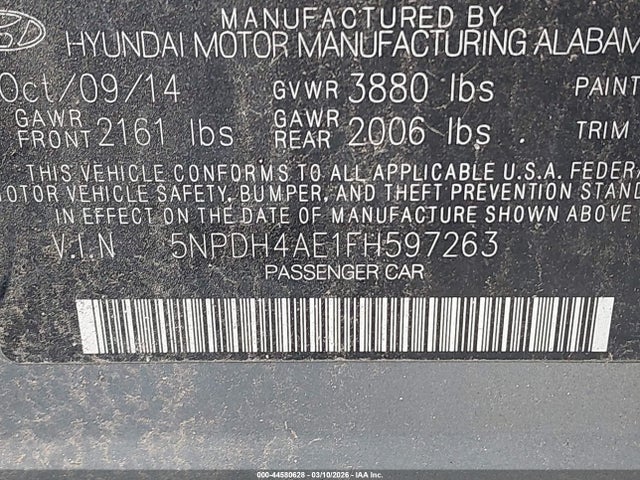 MANUFACTURED BY
HYUNDAI MOTOR MANUFACTURING ALABAM
Oct/09/14 GVWR 3880 lbs PAINT
GAWR FRONT 2161 lbs GAWR REAR 2006 lbs TRIM
THIS VEHICLE CONFORMS TO ALL APPLICABLE U.S.A. FEDERA
MOTOR VEHICLE SAFETY, BUMPER, AND THEFT PREVENTION STAND
IN EFFECT ON THE DATE OF MANUFACTURE SHOWN ABOVE
V.I.N 5NPDH4AE1FH597263
PASSENGER CAR
000-44580628 - 03/10/2026 - IAA Inc.